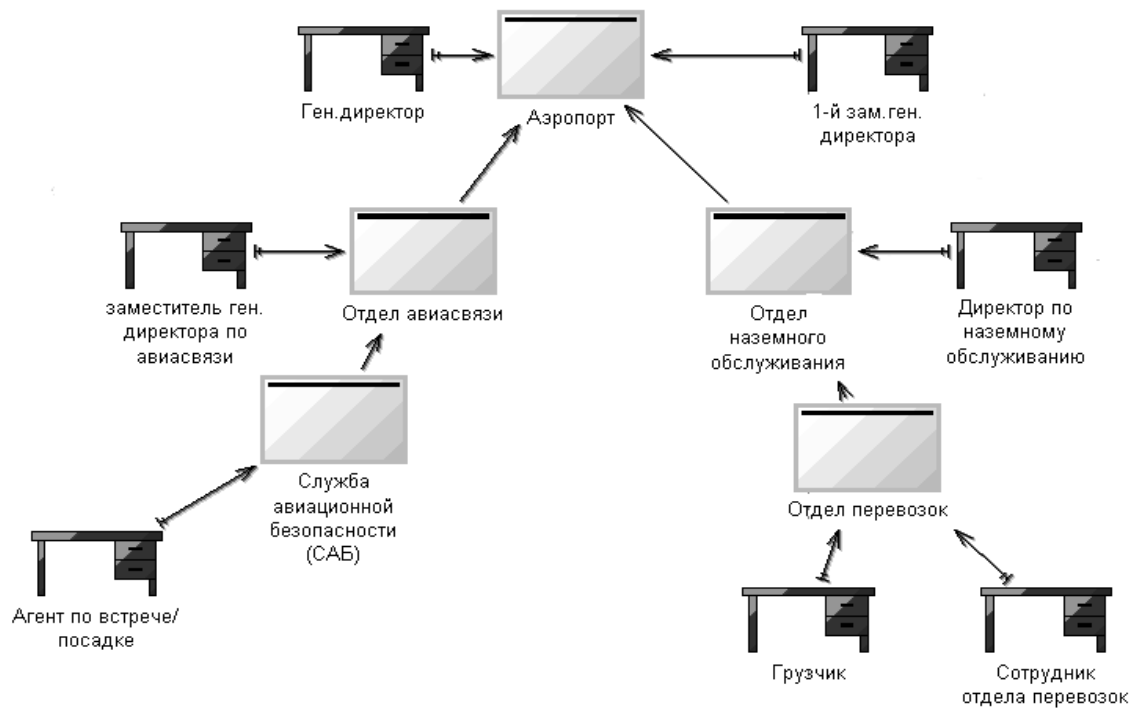 Ген.директор
Аэропорт
1-й зам.ген.
директора
заместитель ген.
директора по
авиасвязи
Отдел авиасвязи
Отдел
наземного
обслуживания
Директор по
наземному
обслуживанию
Служба
авиационной
безопасности
(САБ)
Отдел перевозок
Агент по встрече/
посадке
Грузчик
Сотрудник
отдела перевозок